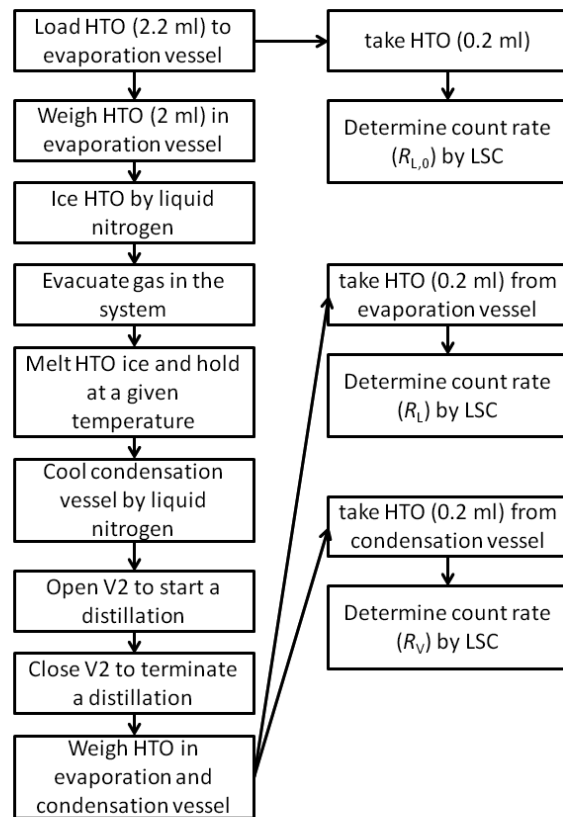 Load HTO (2.2 ml) to
evaporation vessel
take HTO (0.2 ml)
Weigh HTO (2 ml) in
evaporation vessel
Determine count rate
(R_L,0) by LSC
Ice HTO by liquid
nitrogen
Evacuate gas in the
system
take HTO (0.2 ml) from
evaporation vessel
Melt HTO ice and hold
at a given
temperature
Determine count rate
(R_L) by LSC
Cool condensation
vessel by liquid
nitrogen
take HTO (0.2 ml) from
condensation vessel
Open V2 to start a
distillation
Determine count rate
(R_V) by LSC
Close V2 to terminate
a distillation
Weigh HTO in
evaporation and
condensation vessel